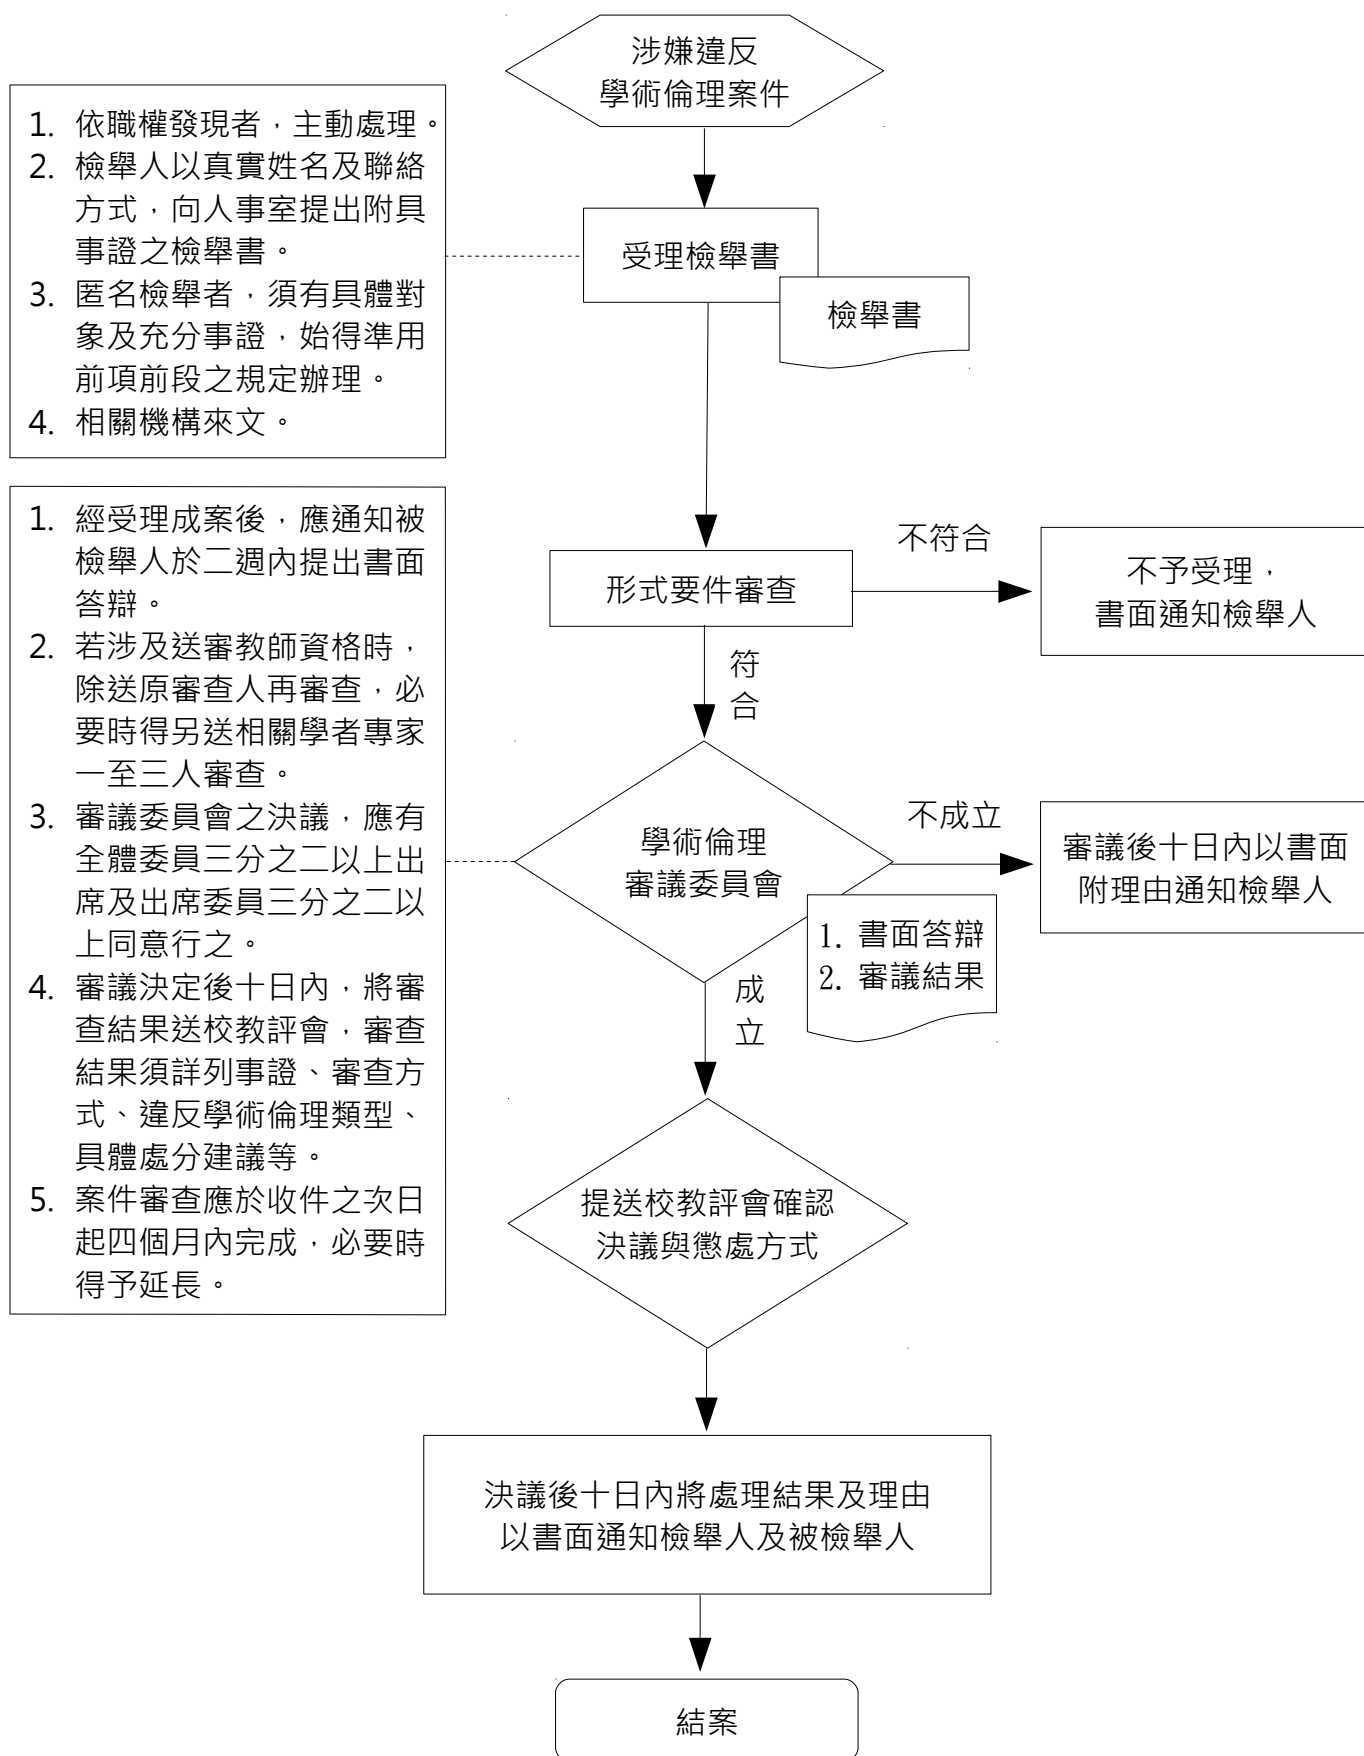 涉嫌違反
學術倫理案件
1. 依職權發現者，主動處理。
2. 檢舉人以真實姓名及聯絡
方式，向人事室提出附具
事證之檢舉書。
3. 匿名檢舉者，須有具體對
象及充分事證，始得準用
前項前段之規定辦理。
4. 相關機構來文。
受理檢舉書
檢舉書
1. 經受理成案後，應通知被
檢舉人於二週內提出書面
答辯。
2. 若涉及送審教師資格時，
除送原審查人再審查，必
要時得另送相關學者專家
一至三人審查。
3. 審議委員會之決議，應有
全體委員三分之二以上出
席及出席委員三分之二以
上同意行之。
4. 審議決定後十日內，將審
查結果送校教評會，審查
結果須詳列事證、審查方
式、違反學術倫理類型、
具體處分建議等。
5. 案件審查應於收件之次日
起四個月內完成，必要時
得予延長。
形式要件審查
不符合
不予受理，
書面通知檢舉人
符
合
學術倫理
審議委員會
不成立
審議後十日內以書面
附理由通知檢舉人
1. 書面答辯
2. 審議結果
成
立
提送校教評會確認
決議與懲處方式
決議後十日內將處理結果及理由
以書面通知檢舉人及被檢舉人
結案